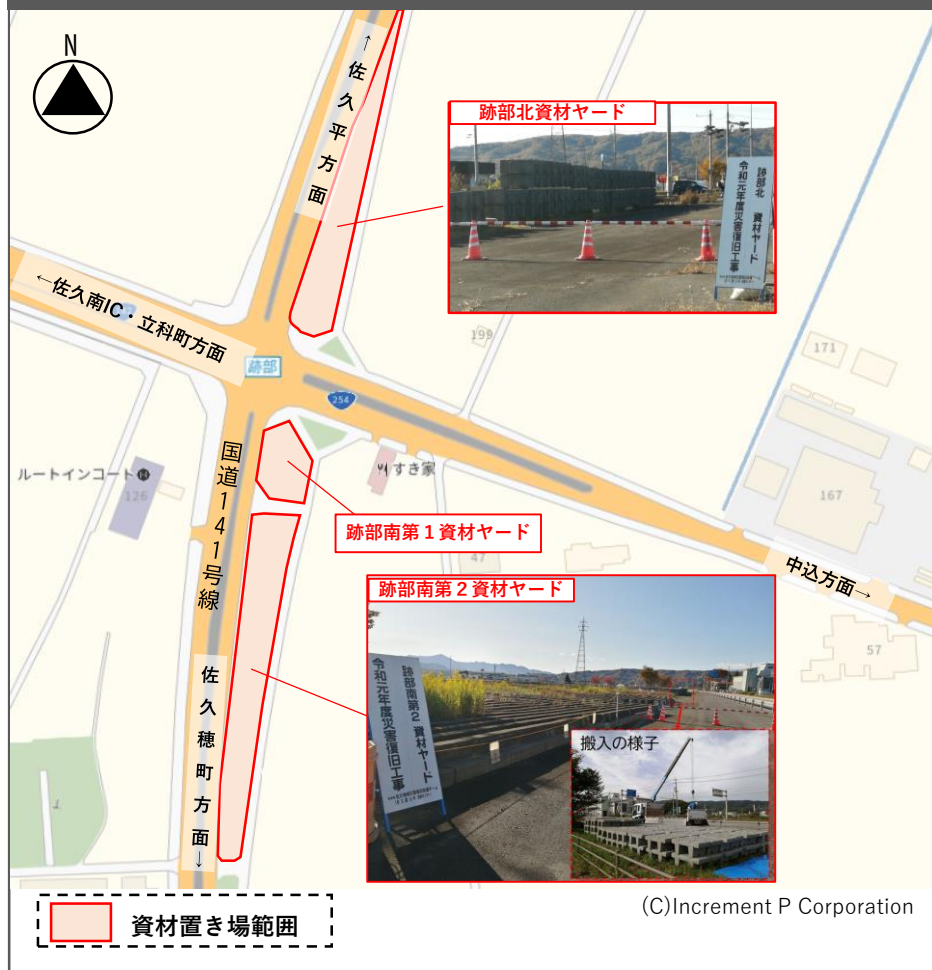 N
↑佐久平方面
跡部北資材ヤード
跡部北 資材ヤード
令和元年度災害復旧工事
←佐久南IC・立科町方面
跡部
199
171
254
国道141号線
ルートインコート
126
すき家
167
跡部南第1資材ヤード
47
中込方面→
跡部南第2資材ヤード
57
跡部南第2 資材ヤード
令和元年度災害復旧工事
搬入の様子
佐久穂町方面→
資材置き場範囲
(C)Increment P Corporation